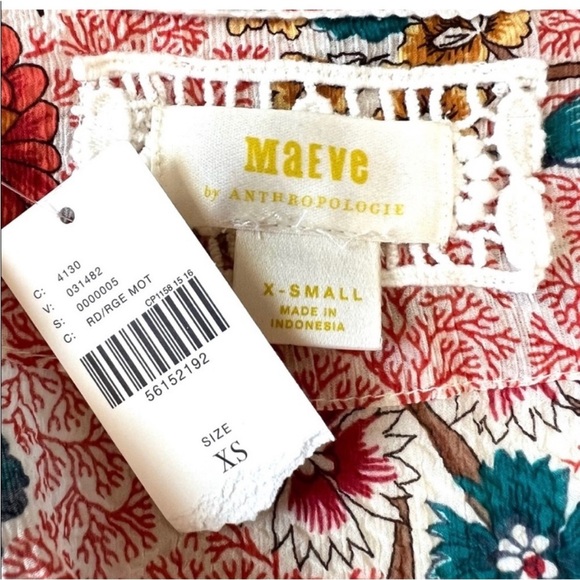 MaEVe
by ANTHROPOLOGIE
X-SMALL
MADE IN
INDONESIA
C: 4130
V: 031482
S: 0000005
C: RD/RGE MOT
CP1158 15 16
56152192
SIZE
XS